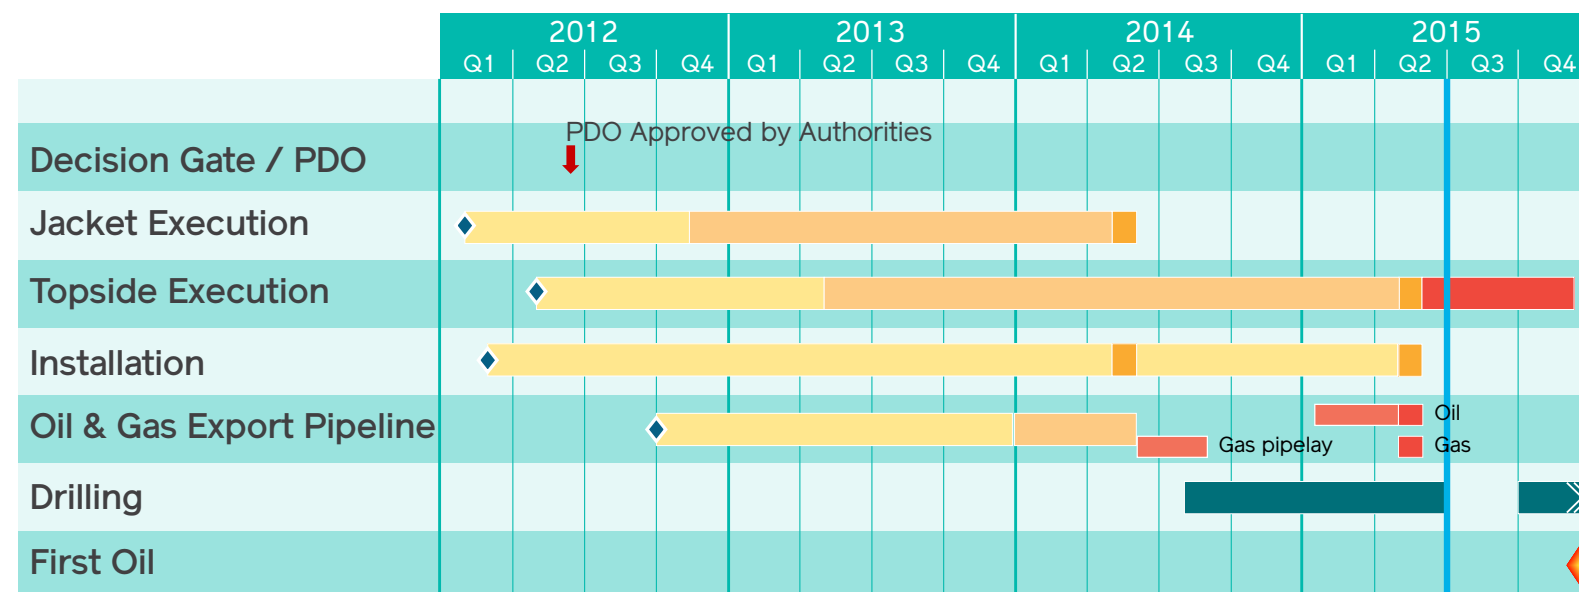 2012 2013 2014 2015
Q1 Q2 Q3 Q4 Q1 Q2 Q3 Q4 Q1 Q2 Q3 Q4 Q1 Q2 Q3 Q4
PDO Approved by Authorities
Decision Gate / PDO
Jacket Execution
Topside Execution
Installation
Oil & Gas Export Pipeline
Oil
Gas pipelay
Gas
Drilling
First Oil